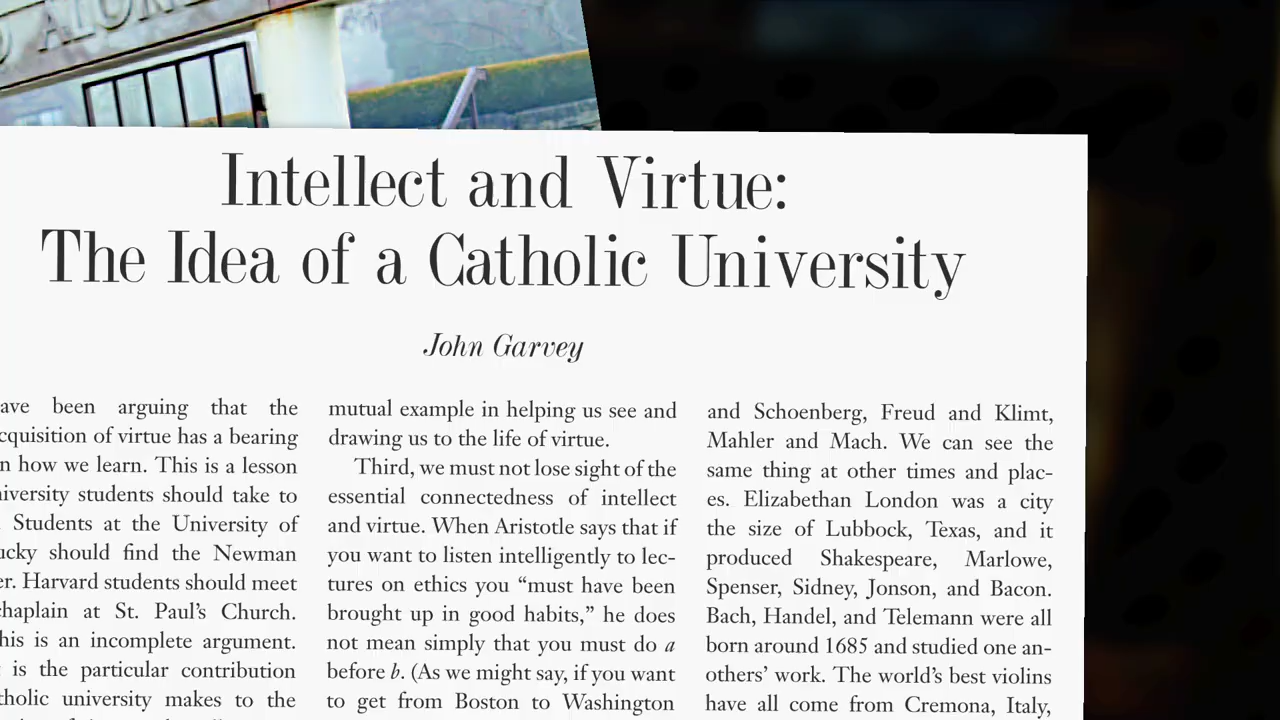 ALONE
Intellect and Virtue:
The Idea of a Catholic University
John Garvey
been arguing that the
of virtue has a bearing
how we learn. This is a lesson
students should take to
Students at the University of
should find the Newman
Harvard students should meet
at St. Paul's Church.
is an incomplete argument.
is the particular contribution
university makes to the
mutual example in helping us see and
drawing us to the life of virtue.
Third, we must not lose sight of the
essential connectedness of intellect
and virtue. When Aristotle says that if
you want to listen intelligently to lec-
tures on ethics you “must have been
brought up in good habits,” he does
not mean simply that you must do a
before b. (As we might say, if you want
to get from Boston to Washington
and Schoenberg, Freud and Klimt,
Mahler and Mach. We can see the
same thing at other times and plac-
es. Elizabethan London was a city
the size of Lubbock, Texas, and it
produced Shakespeare, Marlowe,
Spenser, Sidney, Jonson, and Bacon.
Bach, Handel, and Telemann were all
born around 1685 and studied one an-
others' work. The world's best violins
have all come from Cremona, Italy,